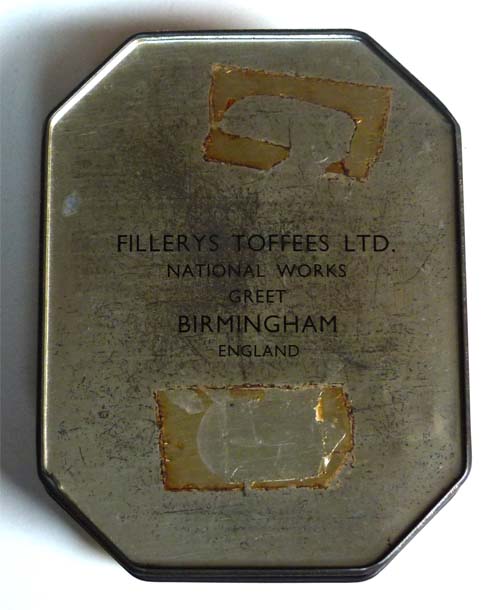 FILLERYS TOFFEES LTD.
NATIONAL WORKS
GREET
BIRMINGHAM
ENGLAND